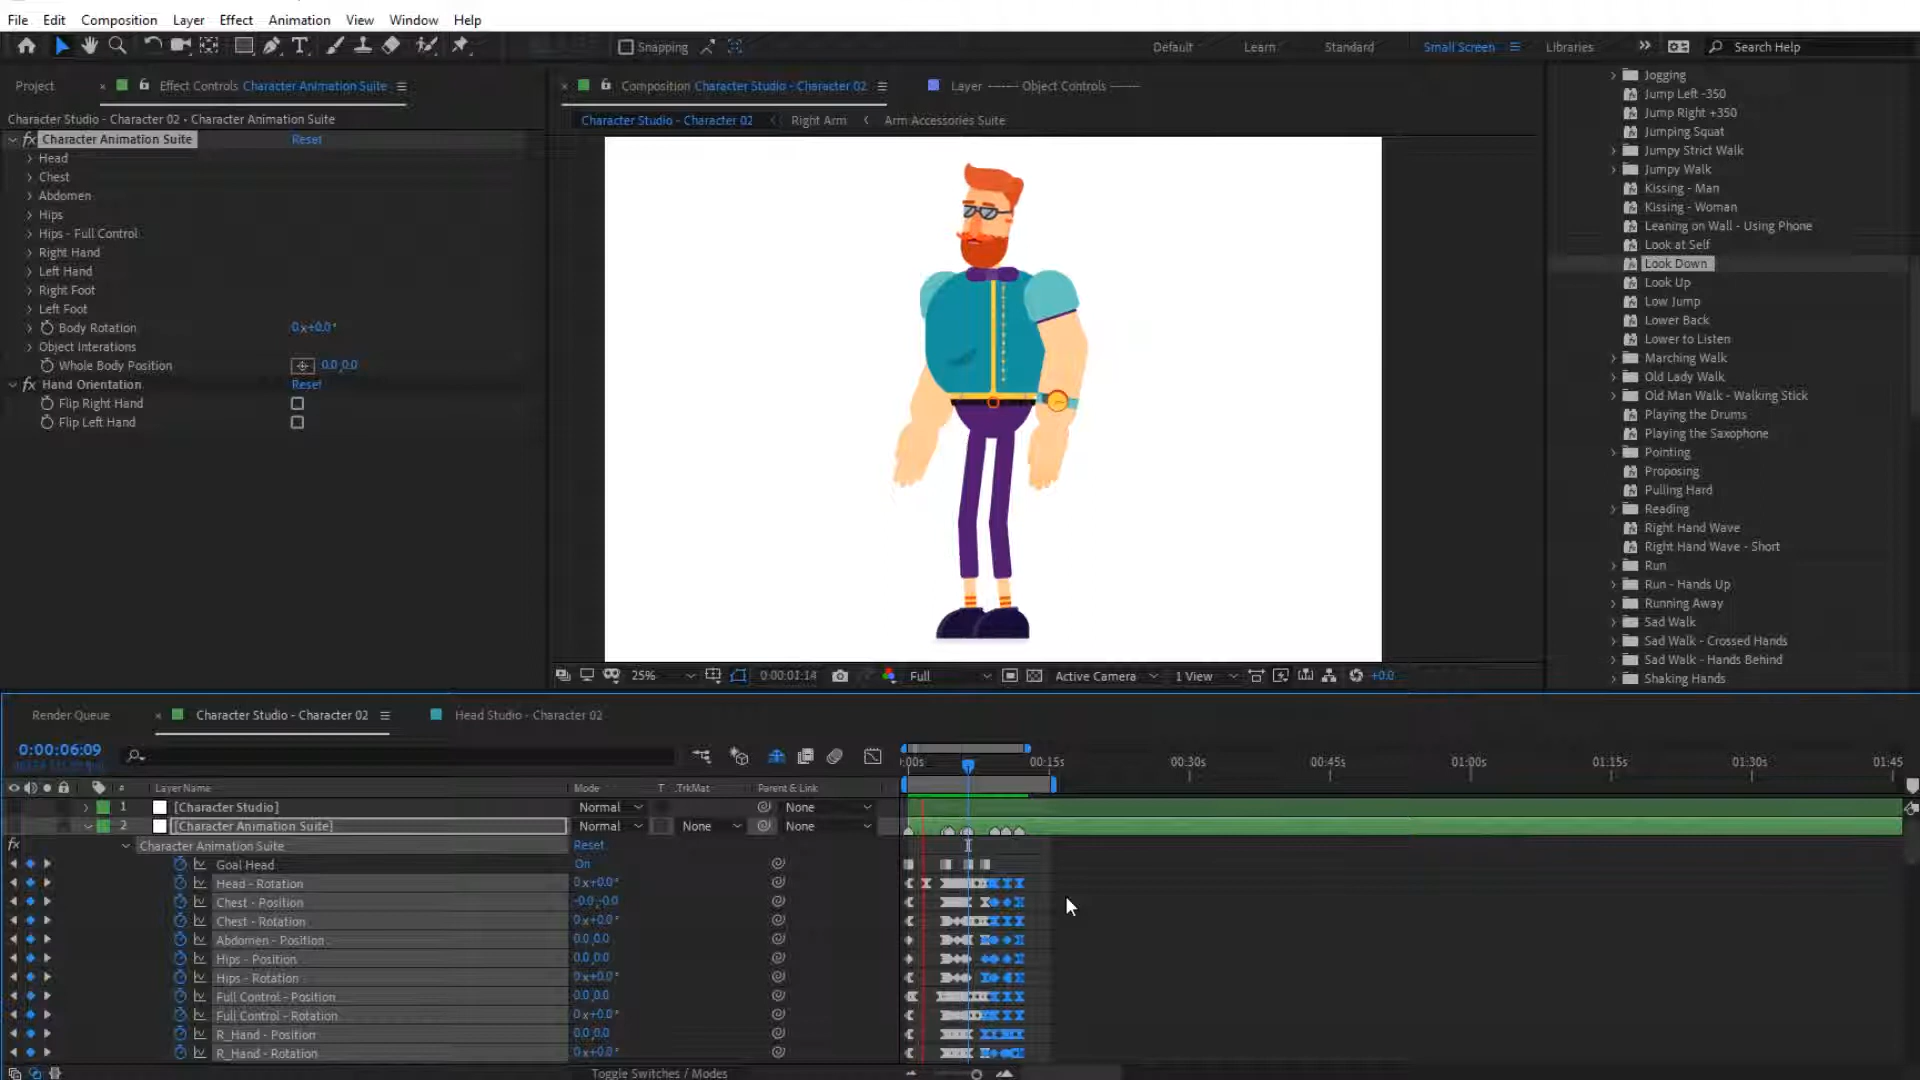 File Edit Composition Layer Effect Animation View Window Help
Snapping Default Learn Standard Small Screen Libraries Search Help
Project Effect Controls Character Animation Suite
Composition Character Studio - Character 02 Layer Object Controls
Character Studio - Character 02 • Character Animation Suite
Character Studio - Character 02 Right Arm Arm Accessories Suite
fx Character Animation Suite Reset
Head
Chest
Abdomen
Hips
Hips - Full Control
Right Hand
Left Hand
Right Foot
Left Foot
Body Rotation 0x+0.0°
Object Interations
Whole Body Position 0.0,0.0
fx Hand Orientation Reset
Flip Right Hand
Flip Left Hand
Jogging
Jump Left -350
Jump Right +350
Jumping Squat
Jumpy Strict Walk
Jumpy Walk
Kissing - Man
Kissing - Woman
Leaning on Wall - Using Phone
Look at Self
Look Down
Look Up
Low Jump
Lower Back
Lower to Listen
Marching Walk
Old Lady Walk
Old Man Walk - Walking Stick
Playing the Drums
Playing the Saxophone
Pointing
Proposing
Pulling Hard
Reading
Right Hand Wave
Right Hand Wave - Short
Run
Run - Hands Up
Running Away
Sad Walk
Sad Walk - Crossed Hands
Sad Walk - Hands Behind
Shaking Hands
25% 0:00:01:14 Full Active Camera 1 View +0.0
Render Queue Character Studio - Character 02 Head Studio - Character 02
0:00:06:09
:00s 00:15s 00:30s 00:45s 01:00s 01:15s 01:30s 01:45
# Layer Name Mode T .TrkMat Parent & Link
1 [Character Studio] Normal None
2 [Character Animation Suite] Normal None None
fx Character Animation Suite Reset
Goal Head On
Head - Rotation 0x+0.0°
Chest - Position -0.0,-0.0
Chest - Rotation 0x+0.0°
Abdomen - Position 0.0,0.0
Hips - Position 0.0,0.0
Hips - Rotation 0x+0.0°
Full Control - Position 0.0,0.0
Full Control - Rotation 0x+0.0°
R_Hand - Position 0.0,0.0
R_Hand - Rotation 0x+0.0°
Toggle Switches / Modes